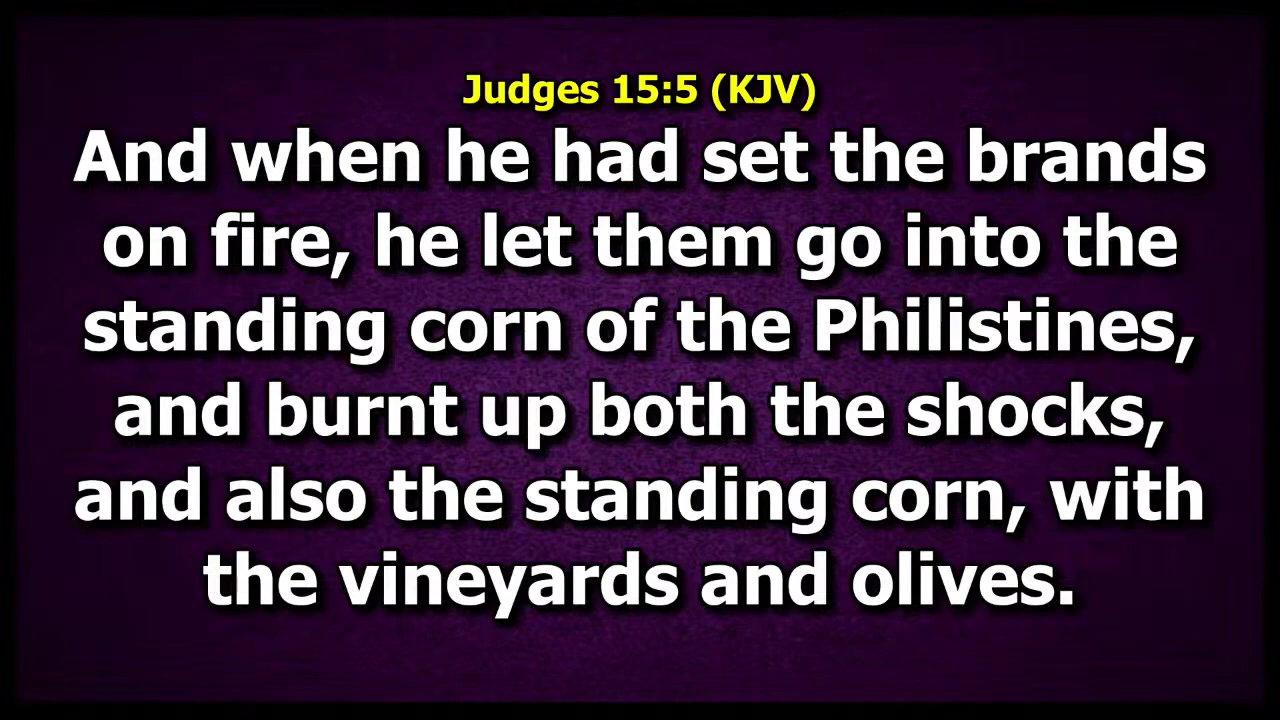 Judges 15:5 (KJV)
And when he had set the brands
on fire, he let them go into the
standing corn of the Philistines,
and burnt up both the shocks,
and also the standing corn, with
the vineyards and olives.